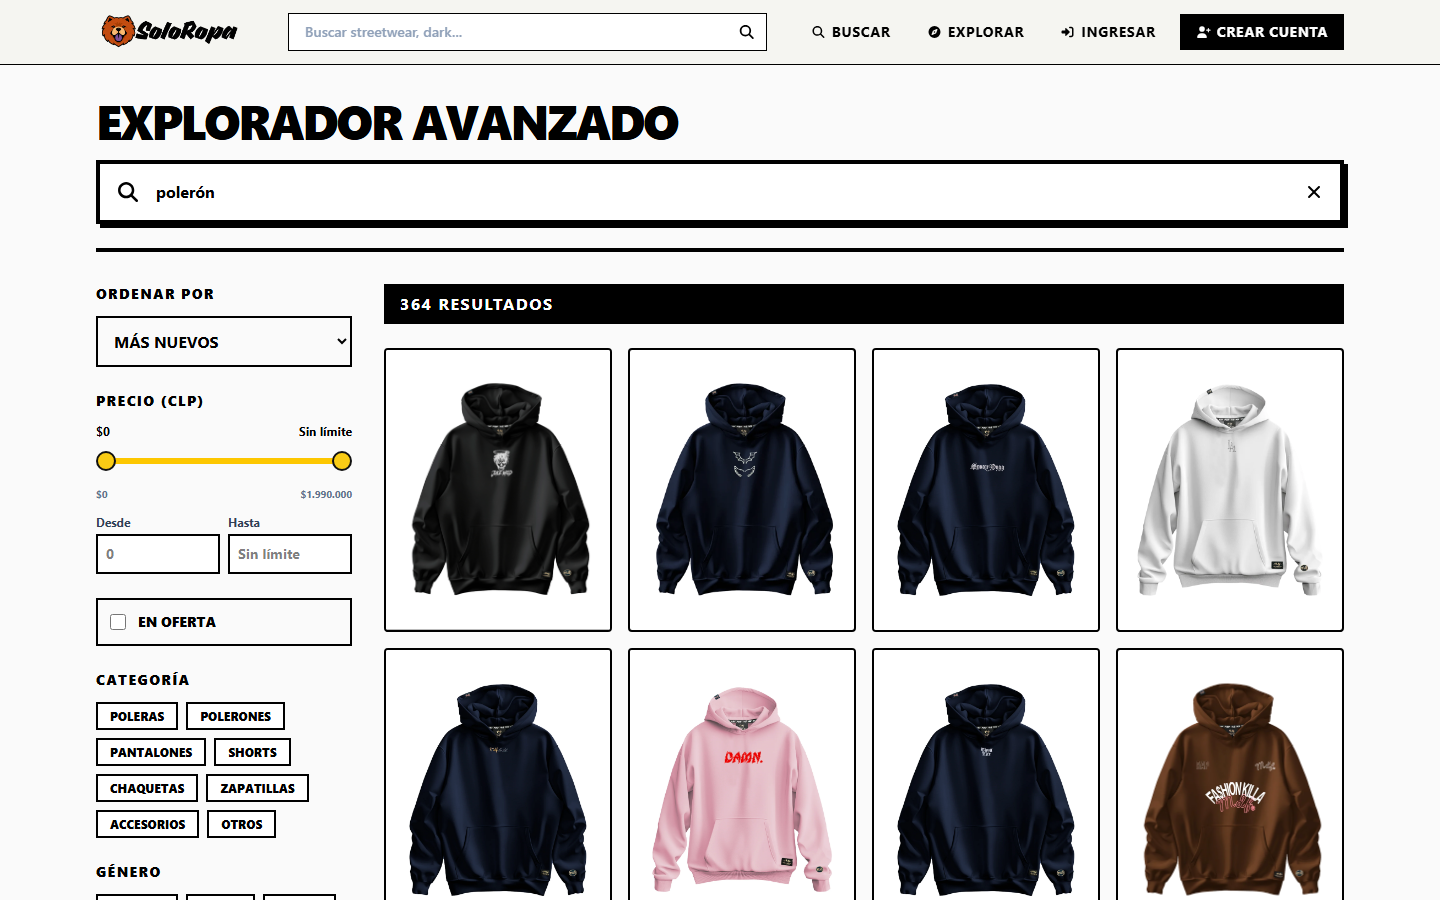 SoloRopa
Buscar streetwear, dark...
BUSCAR
EXPLORAR
INGRESAR
CREAR CUENTA
EXPLORADOR AVANZADO
polerón
ORDENAR POR
MÁS NUEVOS
PRECIO (CLP)
$0 Sin límite
$0 $1.990.000
Desde Hasta
0 Sin límite
EN OFERTA
CATEGORÍA
POLERAS POLERONES
PANTALONES SHORTS
CHAQUETAS ZAPATILLAS
ACCESORIOS OTROS
GÉNERO
364 RESULTADOS
DAMN.
FASHION KILLA